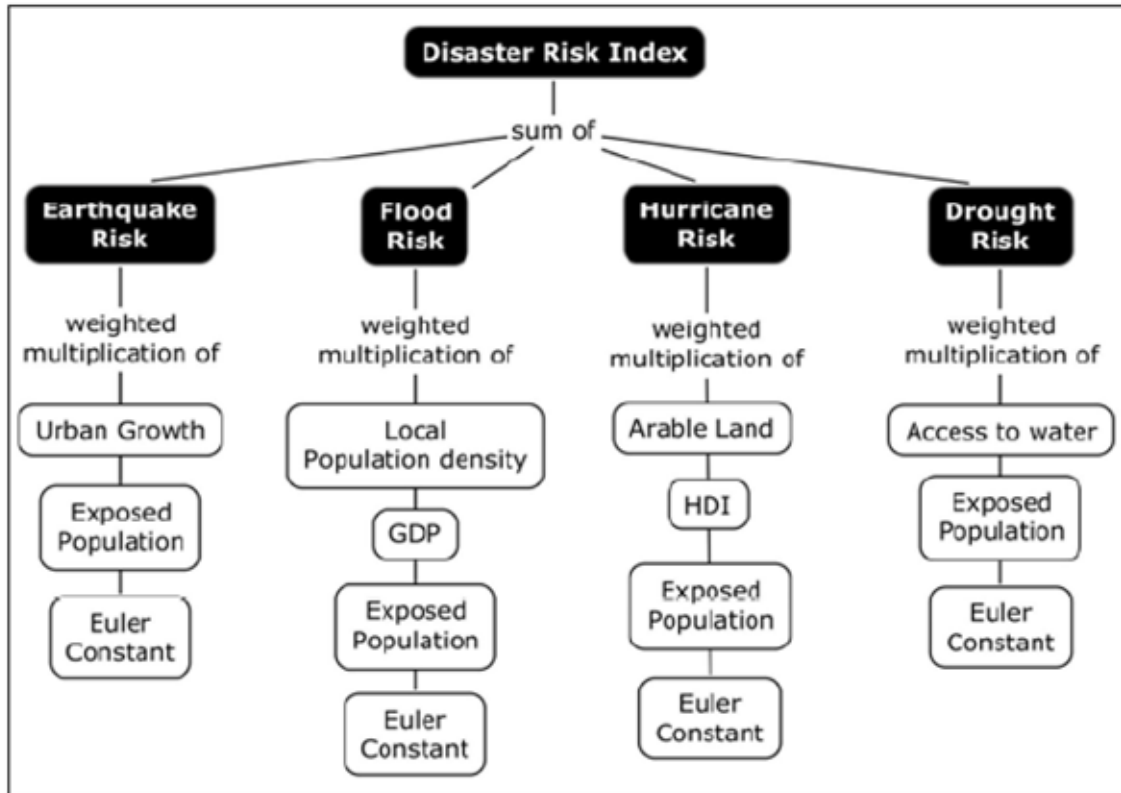 Disaster Risk Index
sum of
Earthquake
Risk
Flood
Risk
Hurricane
Risk
Drought
Risk
weighted
multiplication of
weighted
multiplication of
weighted
multiplication of
weighted
multiplication of
Urban Growth
Exposed
Population
Euler
Constant
Local
Population density
GDP
Exposed
Population
Euler
Constant
Arable Land
HDI
Exposed
Population
Euler
Constant
Access to water
Exposed
Population
Euler
Constant